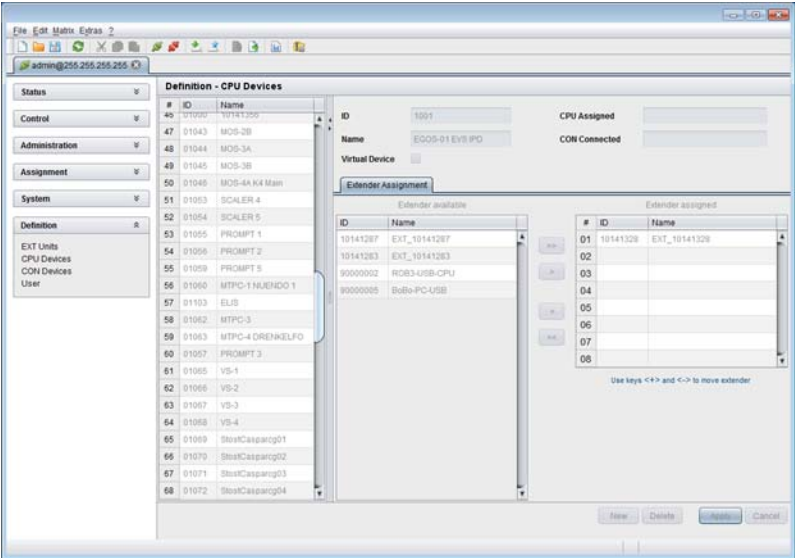 File Edit Matrix Extras ?
admin@255.255.255.255
Status
Control
Administration
Assignment
System
Definition
EXT Units
CPU Devices
CON Devices
User
Definition - CPU Devices
# ID Name
46 01000 10141356
47 01043 MOS-2B
48 01044 MOS-3A
49 01045 MOS-3B
50 01046 MOS-4A K4 Main
51 01053 SCALER 4
52 01054 SCALER 5
53 01055 PROMPT 1
54 01056 PROMPT 2
55 01059 PROMPT 5
56 01060 MTPC-1 NUENDO 1
57 01103 ELIS
58 01062 MTPC-3
59 01063 MTPC-4 DRENKELFO
60 01057 PROMPT 3
61 01065 VS-1
62 01066 VS-2
63 01067 VS-3
64 01068 VS-4
65 01069 StostCasparcg01
66 01070 StostCasparcg02
67 01071 StostCasparcg03
68 01072 StostCasparcg04
ID 1001 CPU Assigned
Name EGOS-01 EVS IPD CON Connected
Virtual Device
Extender Assignment
Extender available
ID Name
10141287 EXT_10141287
10141283 EXT_10141283
90000002 ROB3-USB-CPU
90000005 BoBo-PC-USB
>>
>
<
<<
Extender assigned
# ID Name
01 10141328 EXT_10141328
02
03
04
05
06
07
08
Use keys <+> and <-> to move extender
New Delete Apply Cancel